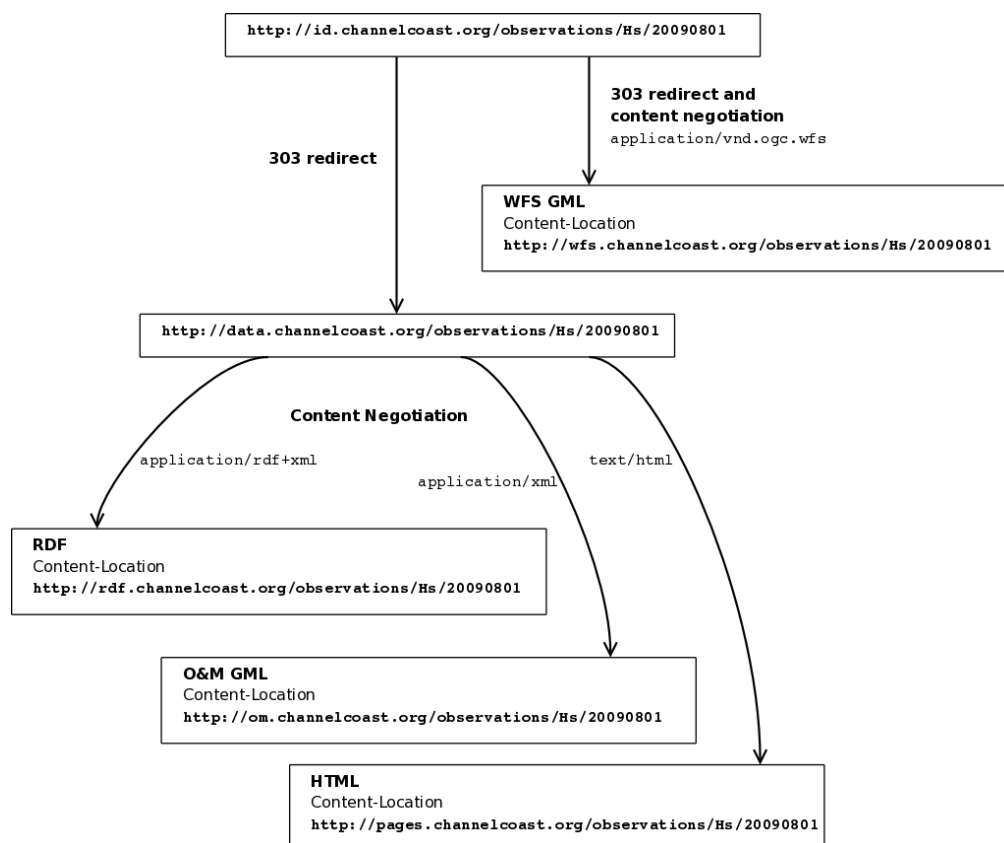 http://id.channelcoast.org/observations/Hs/20090801
303 redirect and
content negotiation
application/vnd.ogc.wfs
303 redirect
WFS GML
Content-Location
http://wfs.channelcoast.org/observations/Hs/20090801
http://data.channelcoast.org/observations/Hs/20090801
Content Negotiation
application/rdf+xml
application/xml
text/html
RDF
Content-Location
http://rdf.channelcoast.org/observations/Hs/20090801
O&M GML
Content-Location
http://om.channelcoast.org/observations/Hs/20090801
HTML
Content-Location
http://pages.channelcoast.org/observations/Hs/20090801